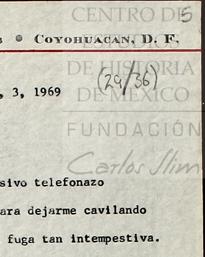 CENTRO DE
5
ESTUDIOS
COYOHUACAN, D. F.
DE HISTORIA
(29/36)
, 3, 1969
DE MÉXICO
FUNDACIÓN
Carlos Slim
sivo telefonazo
ara dejarme cavilando
fuga tan intempestiva.